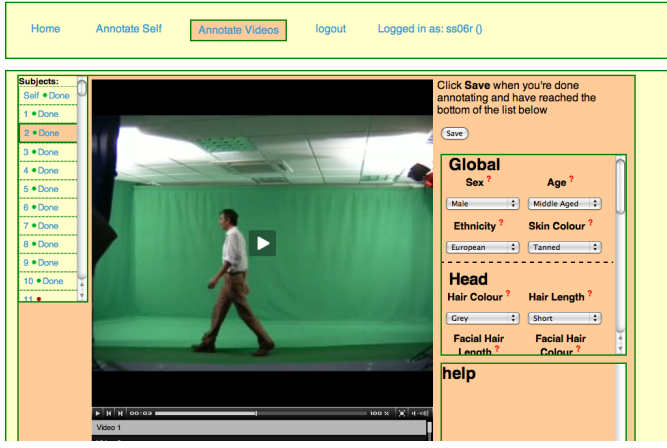 Home Annotate Self Annotate Videos logout Logged in as: ss06r ()
Subjects:
Self Done
1 Done
2 Done
3 Done
4 Done
5 Done
6 Done
7 Done
8 Done
9 Done
10 Done
11
00:03 100 %
Video 1
Click Save when you're done
annotating and have reached the
bottom of the list below
Save
Global
Sex ? Age ?
Male Middle Aged
Ethnicity ? Skin Colour ?
European Tanned
Head
Hair Colour ? Hair Length ?
Grey Short
Facial Hair Facial Hair
Length ? Colour ?
help